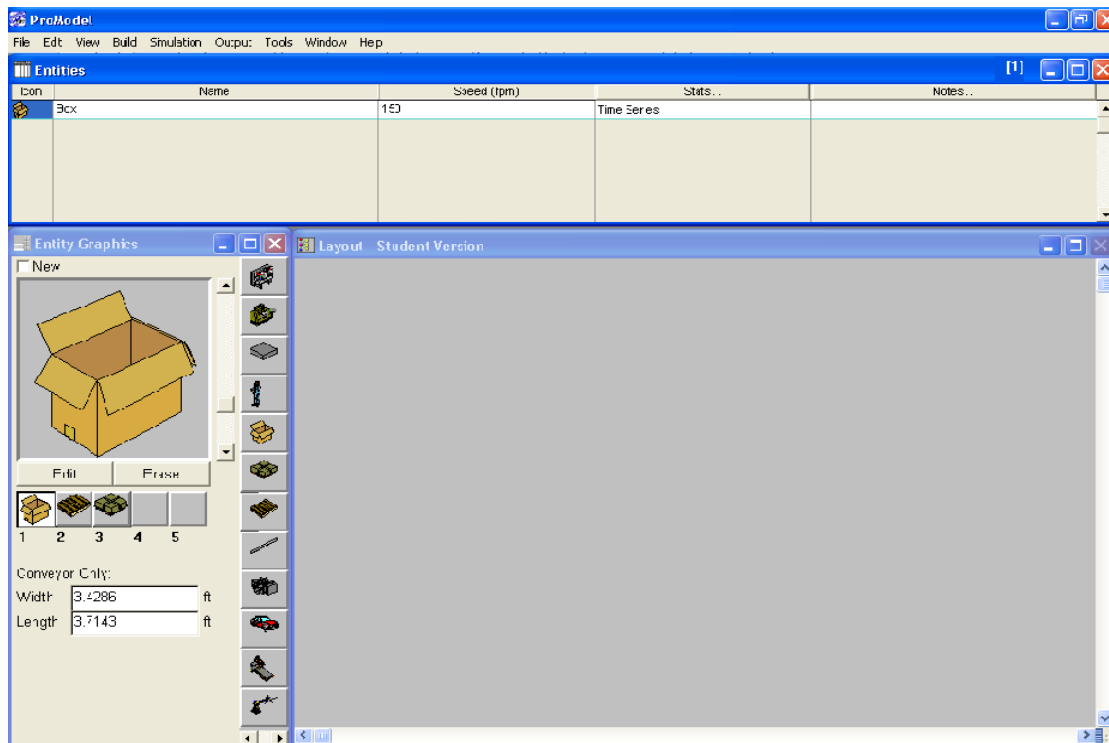 ProModel
File Edit View Build Simulation Output Tools Window Help
Entities [1]
Icon Name Speed (fpm) Stats... Notes...
Box 150 Time Series
Entity Graphics
Layout Student Version
New
Edit Erase
1 2 3 4 5
Conveyor Only:
Width 3.4286 ft
Length 3.7143 ft